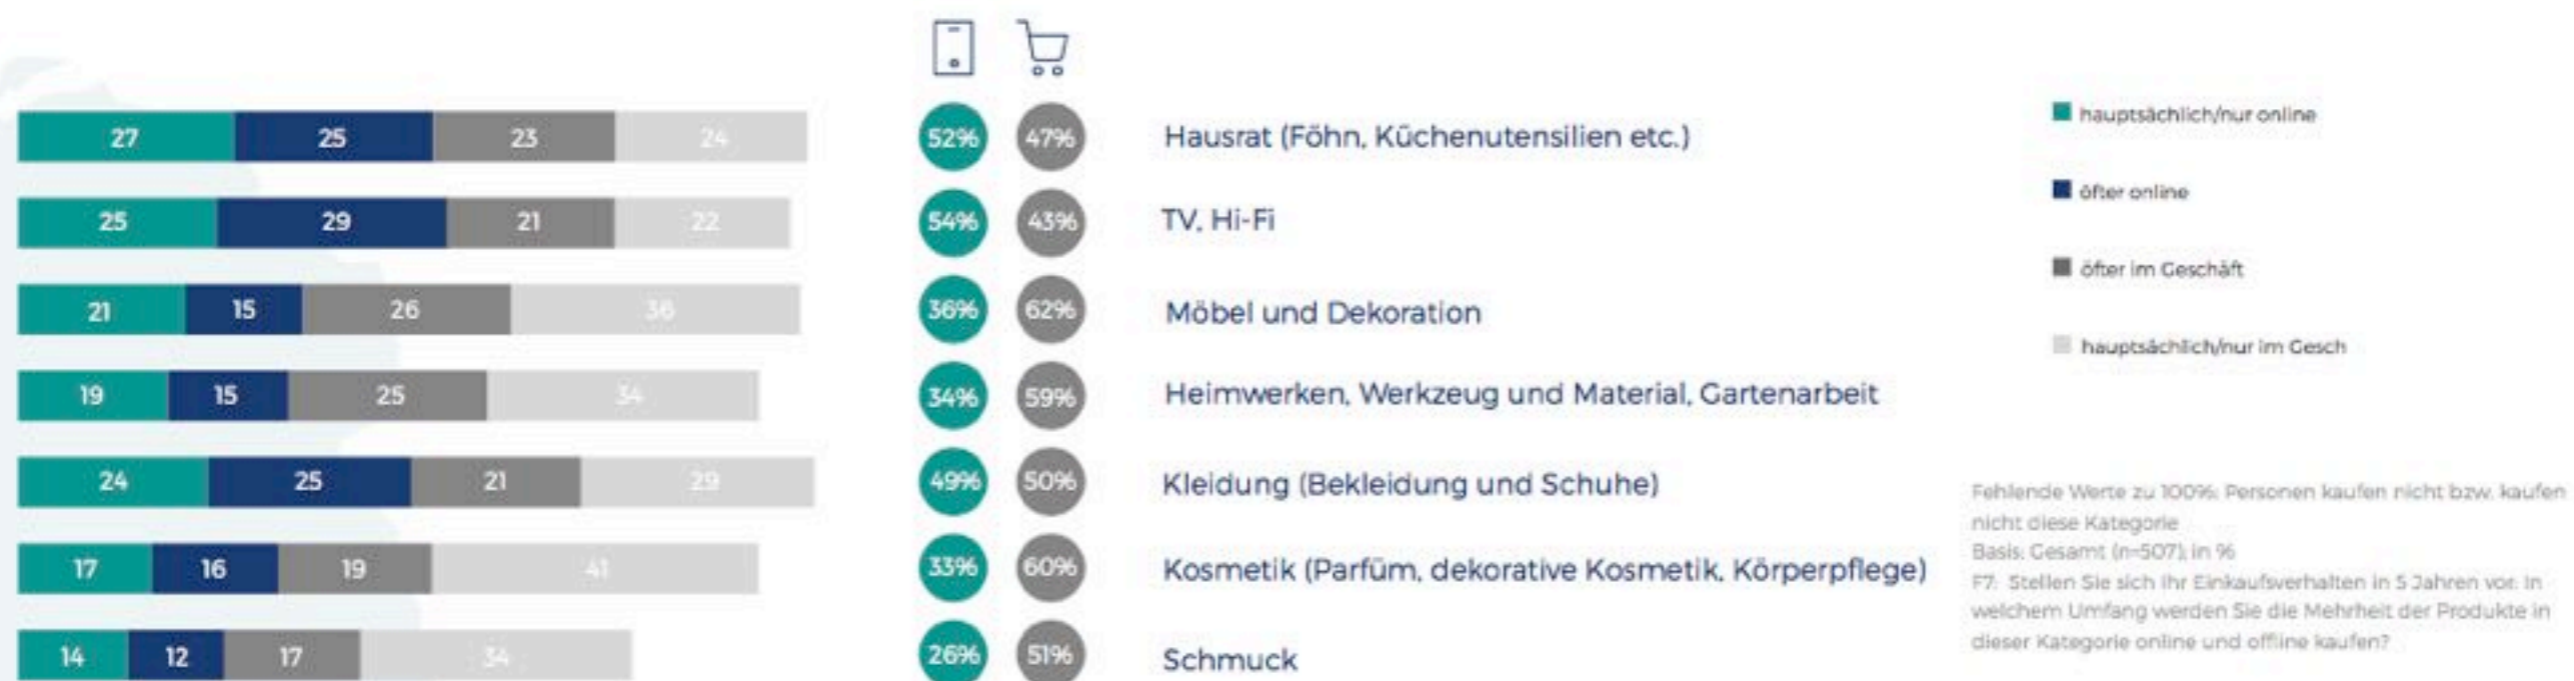 27 25 23 24 52% 47% Hausrat (Föhn, Küchenutensilien etc.)
25 29 21 22 54% 43% TV, Hi-Fi
21 15 26 36 36% 62% Möbel und Dekoration
19 15 25 34 34% 59% Heimwerken, Werkzeug und Material, Gartenarbeit
24 25 21 29 49% 50% Kleidung (Bekleidung und Schuhe)
17 16 19 41 33% 60% Kosmetik (Parfüm, dekorative Kosmetik, Körperpflege)
14 12 17 34 26% 51% Schmuck
hauptsächlich/nur online
öfter online
öfter im Geschäft
hauptsächlich/nur im Gesch
Fehlende Werte zu 100%: Personen kaufen nicht bzw. kaufen
nicht diese Kategorie
Basis: Gesamt (n=507); in %
F7: Stellen Sie sich Ihr Einkaufsverhalten in 5 Jahren vor: In
welchem Umfang werden Sie die Mehrheit der Produkte in
dieser Kategorie online und offline kaufen?